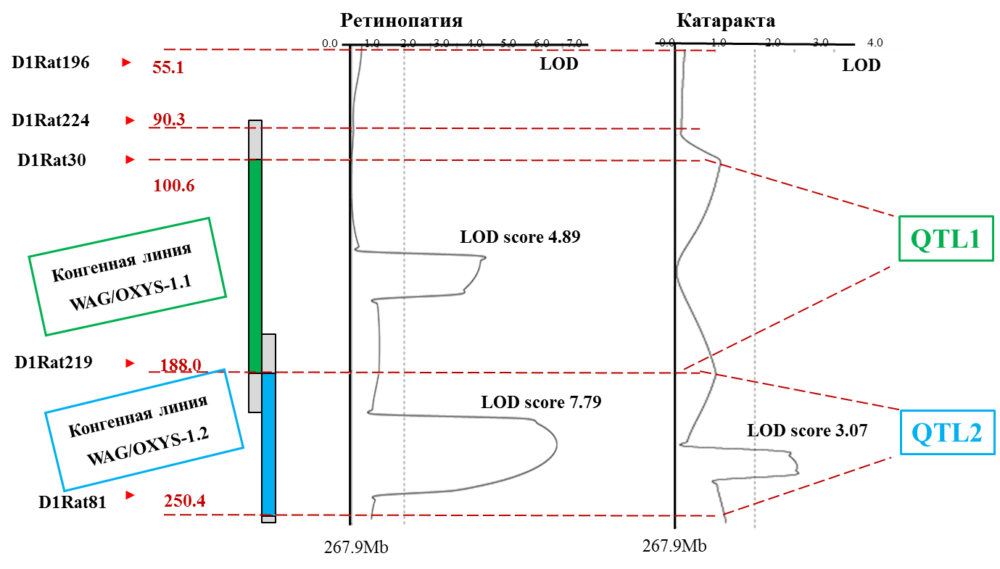 Ретинопатия
Катаракта
0.0 1.0 2.0 3.0 4.0 5.0 6.0 7.0
0.0 1.0 2.0 3.0 4.0
LOD
LOD
D1Rat196
55.1
D1Rat224
90.3
D1Rat30
100.6
Конгенная линия
WAG/OXYS-1.1
LOD score 4.89
QTL1
D1Rat219
188.0
Конгенная линия
WAG/OXYS-1.2
LOD score 7.79
LOD score 3.07
QTL2
D1Rat81
250.4
267.9Mb
267.9Mb